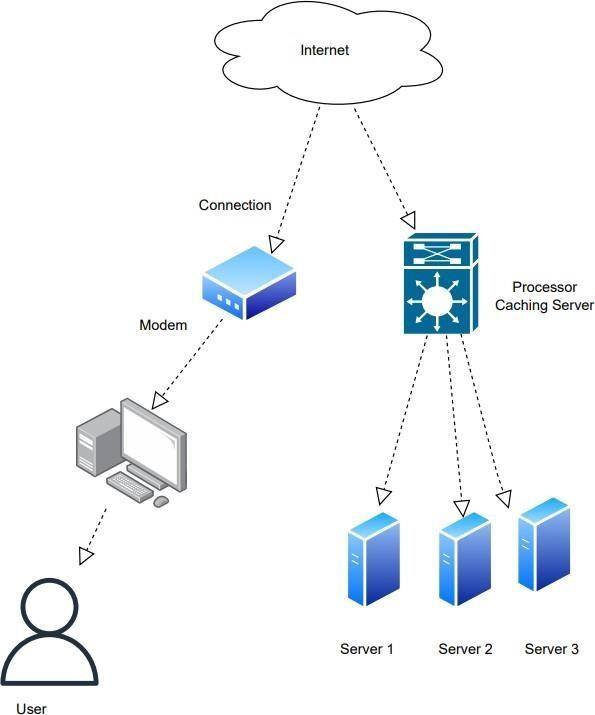 Internet
Connection
Processor
Caching Server
Modem
Server 1
Server 2
Server 3
User